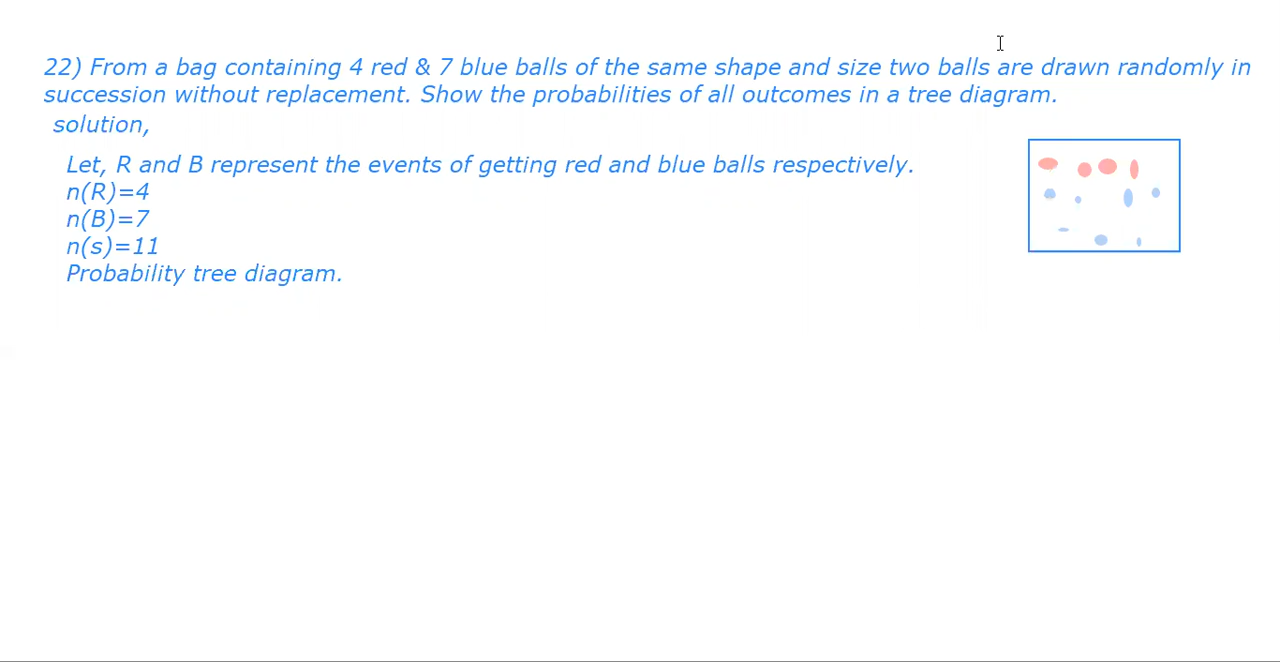 22) From a bag containing 4 red & 7 blue balls of the same shape and size two balls are drawn randomly in
succession without replacement. Show the probabilities of all outcomes in a tree diagram.
solution,
Let, R and B represent the events of getting red and blue balls respectively.
n(R)=4
n(B)=7
n(s)=11
Probability tree diagram.